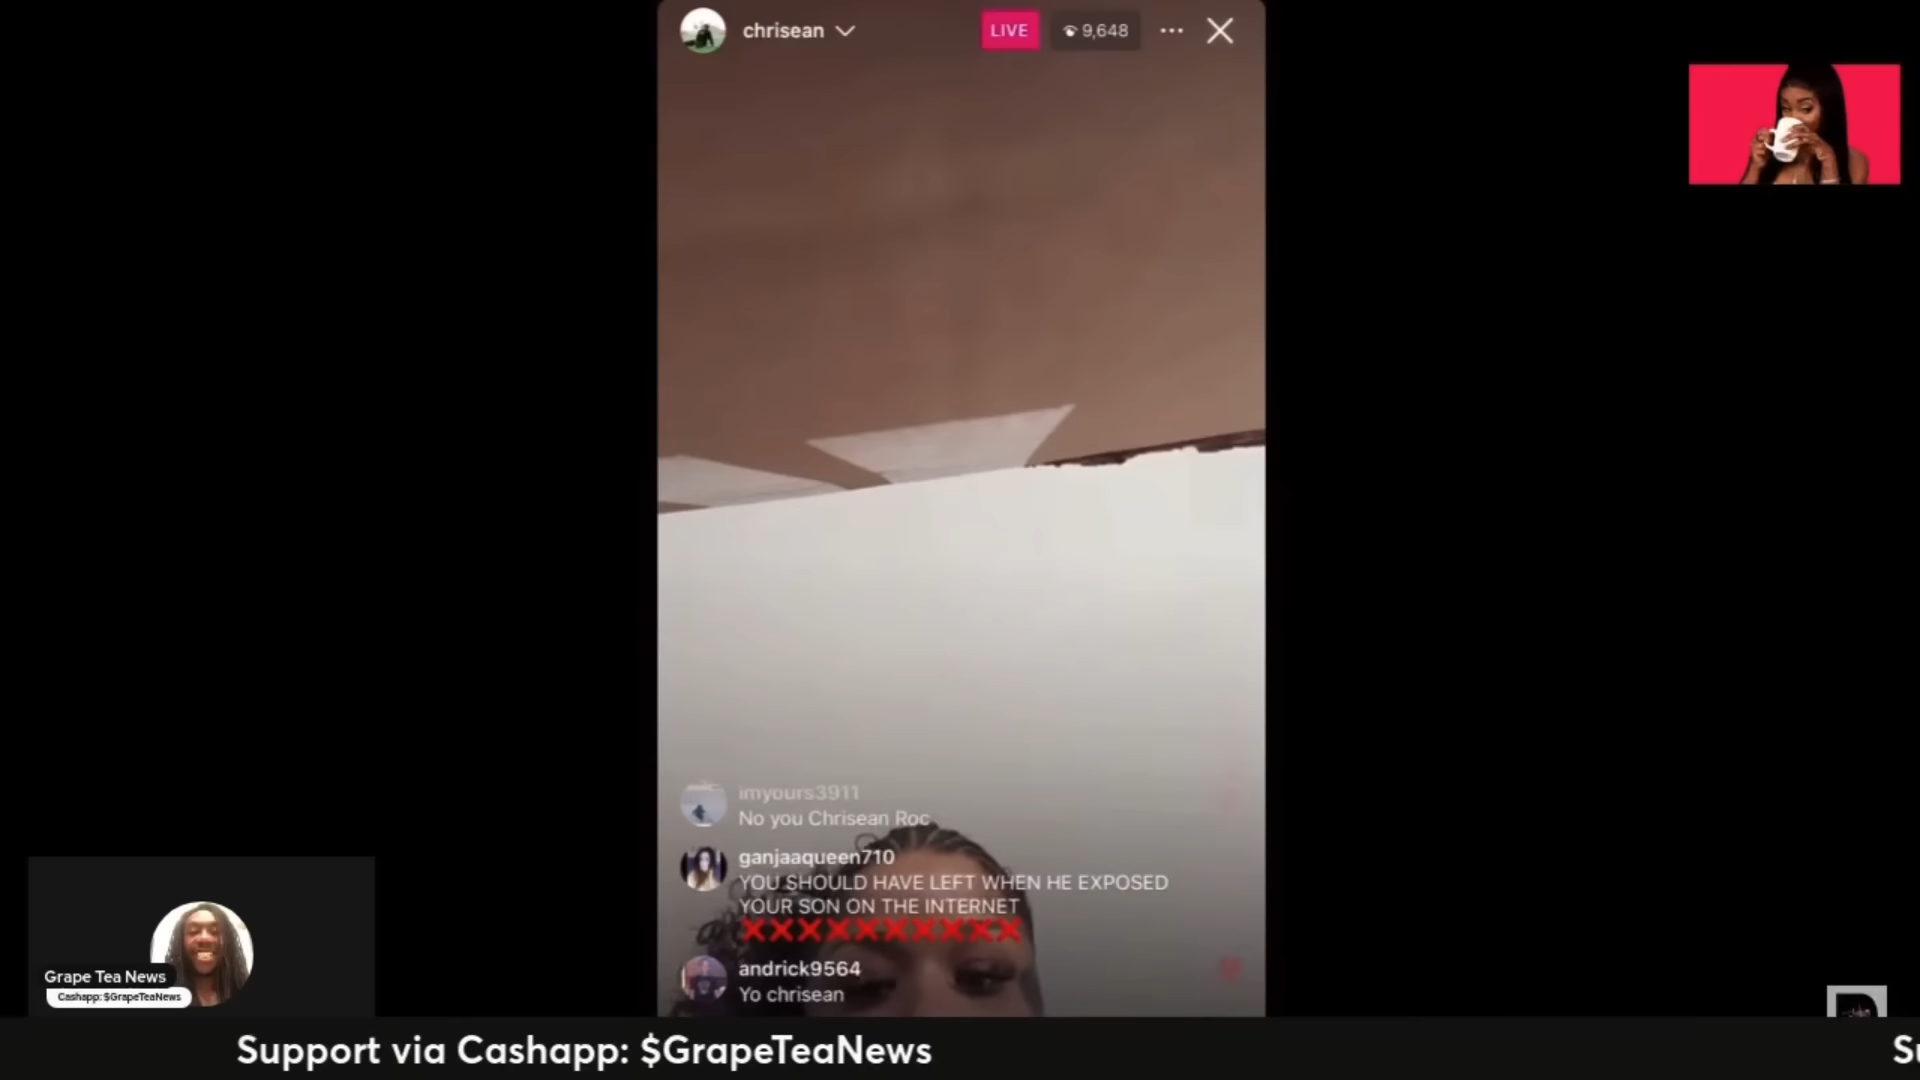 chrisean
LIVE
9,648
imyours3911
No you Chrisean Roc
ganjaaqueen710
YOU SHOULD HAVE LEFT WHEN HE EXPOSED
YOUR SON ON THE INTERNET
❌❌❌❌❌❌❌❌❌❌
andrick9564
Yo chrisean
Grape Tea News
Cashapp: $GrapeTeaNews
Support via Cashapp: $GrapeTeaNews
Su